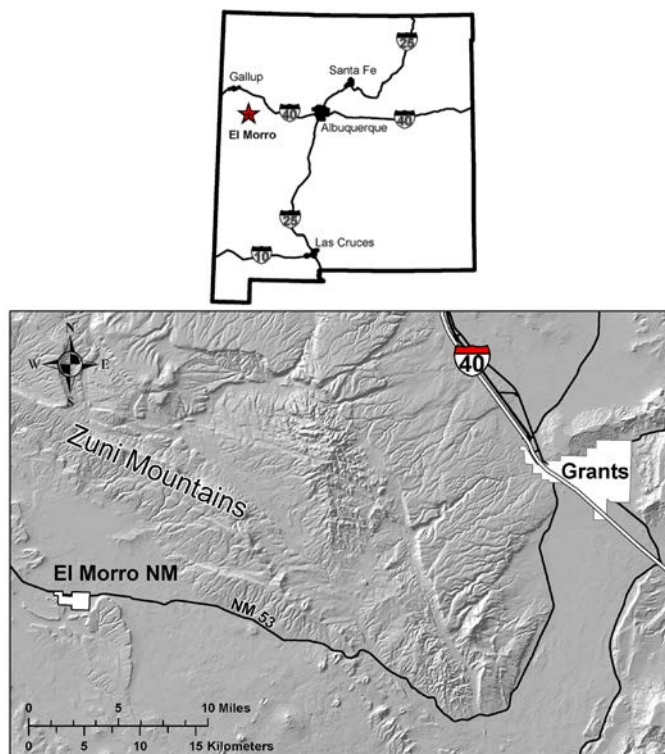 25
Santa Fe
Gallup
40
40
Albuquerque
El Morro
25
10
Las Cruces
N
W E
S
40
Zuni Mountains
Grants
El Morro NM
NM 53
0 5 10 Miles
0 5 10 15 Kilometers